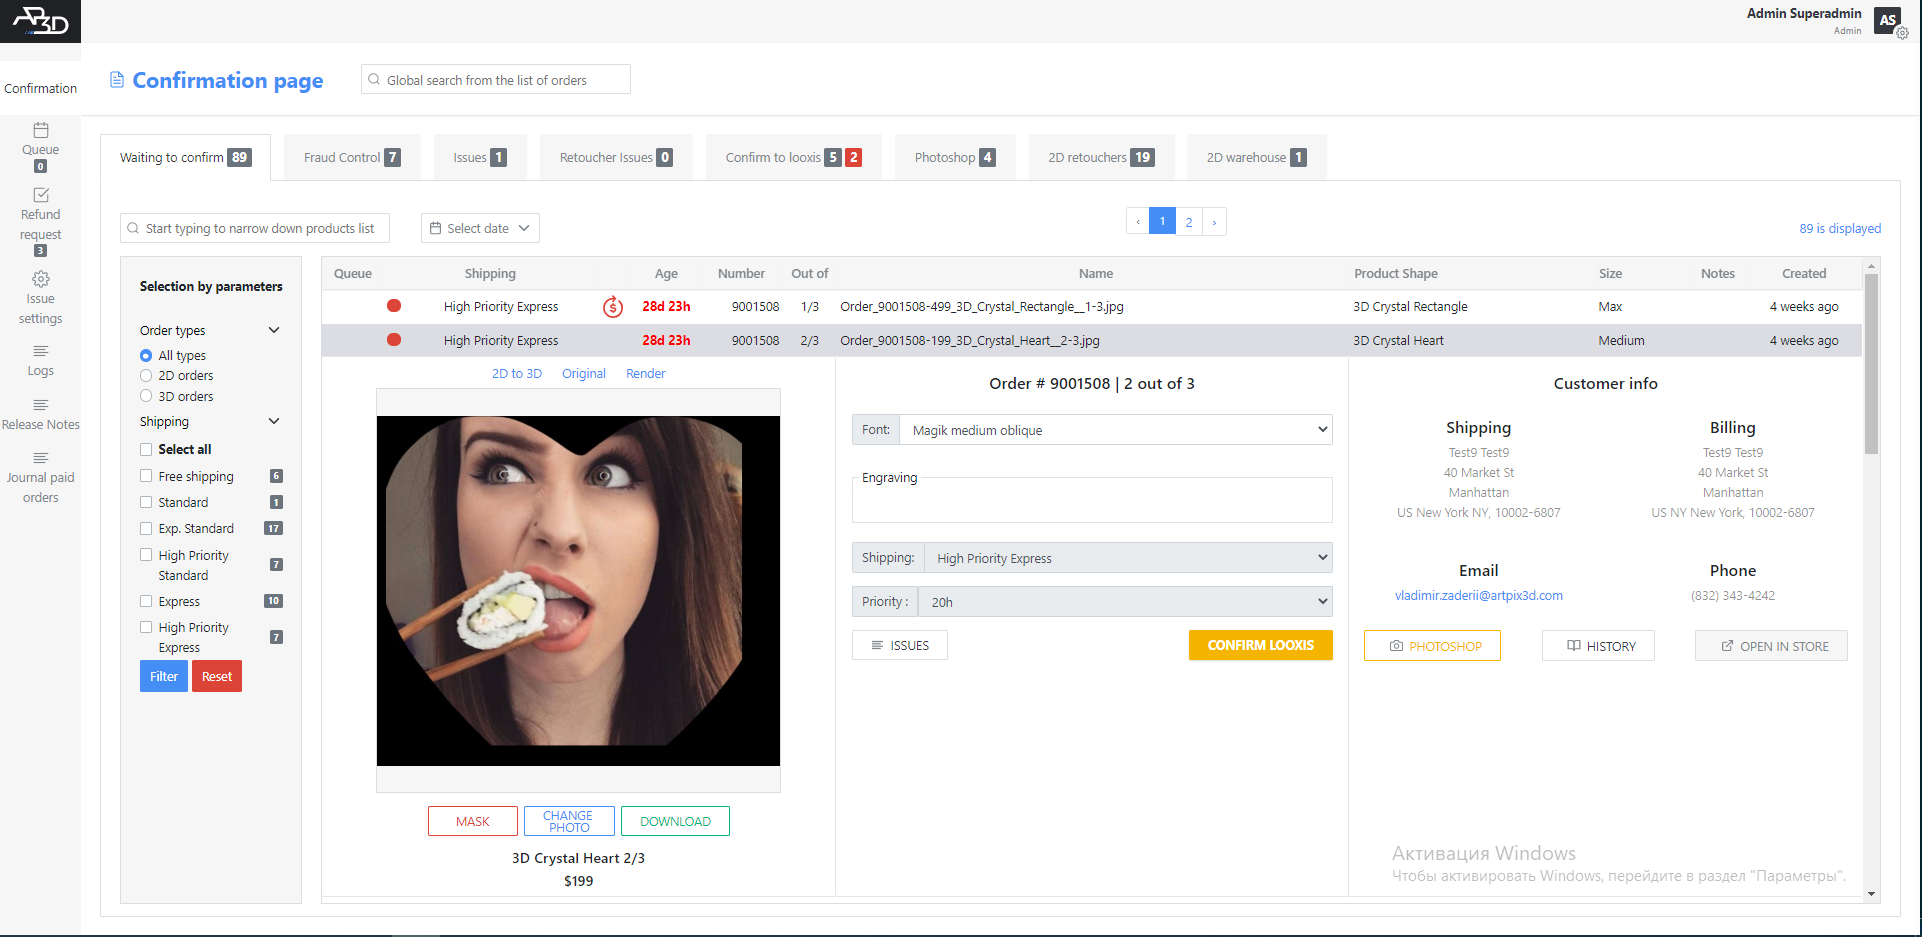 AP3D
Admin Superadmin
Admin
AS
Confirmation
Confirmation page
Global search from the list of orders
Queue
0
Refund request
3
Issue settings
Logs
Release Notes
Journal paid orders
Waiting to confirm 89
Fraud Control 7
Issues 1
Retoucher Issues 0
Confirm to looxis 5 2
Photoshop 4
2D retouchers 19
2D warehouse 1
Start typing to narrow down products list
Select date
‹ 1 2 ›
89 is displayed
Selection by parameters
Order types
All types
2D orders
3D orders
Shipping
Select all
Free shipping 6
Standard 1
Exp. Standard 17
High Priority Standard 7
Express 10
High Priority Express 7
Filter Reset
Queue Shipping Age Number Out of Name Product Shape Size Notes Created
High Priority Express $ 28d 23h 9001508 1/3 Order_9001508-499_3D_Crystal_Rectangle__1-3.jpg 3D Crystal Rectangle Max 4 weeks ago
High Priority Express 28d 23h 9001508 2/3 Order_9001508-199_3D_Crystal_Heart__2-3.jpg 3D Crystal Heart Medium 4 weeks ago
2D to 3D Original Render
MASK
CHANGE PHOTO
DOWNLOAD
3D Crystal Heart 2/3
$199
Order # 9001508 | 2 out of 3
Font: Magik medium oblique
Engraving
Shipping: High Priority Express
Priority : 20h
ISSUES
CONFIRM LOOXIS
Customer info
Shipping
Test9 Test9
40 Market St
Manhattan
US New York NY, 10002-6807
Billing
Test9 Test9
40 Market St
Manhattan
US NY New York, 10002-6807
Email
vladimir.zaderii@artpix3d.com
Phone
(832) 343-4242
PHOTOSHOP
HISTORY
OPEN IN STORE
Активация Windows
Чтобы активировать Windows, перейдите в раздел "Параметры".